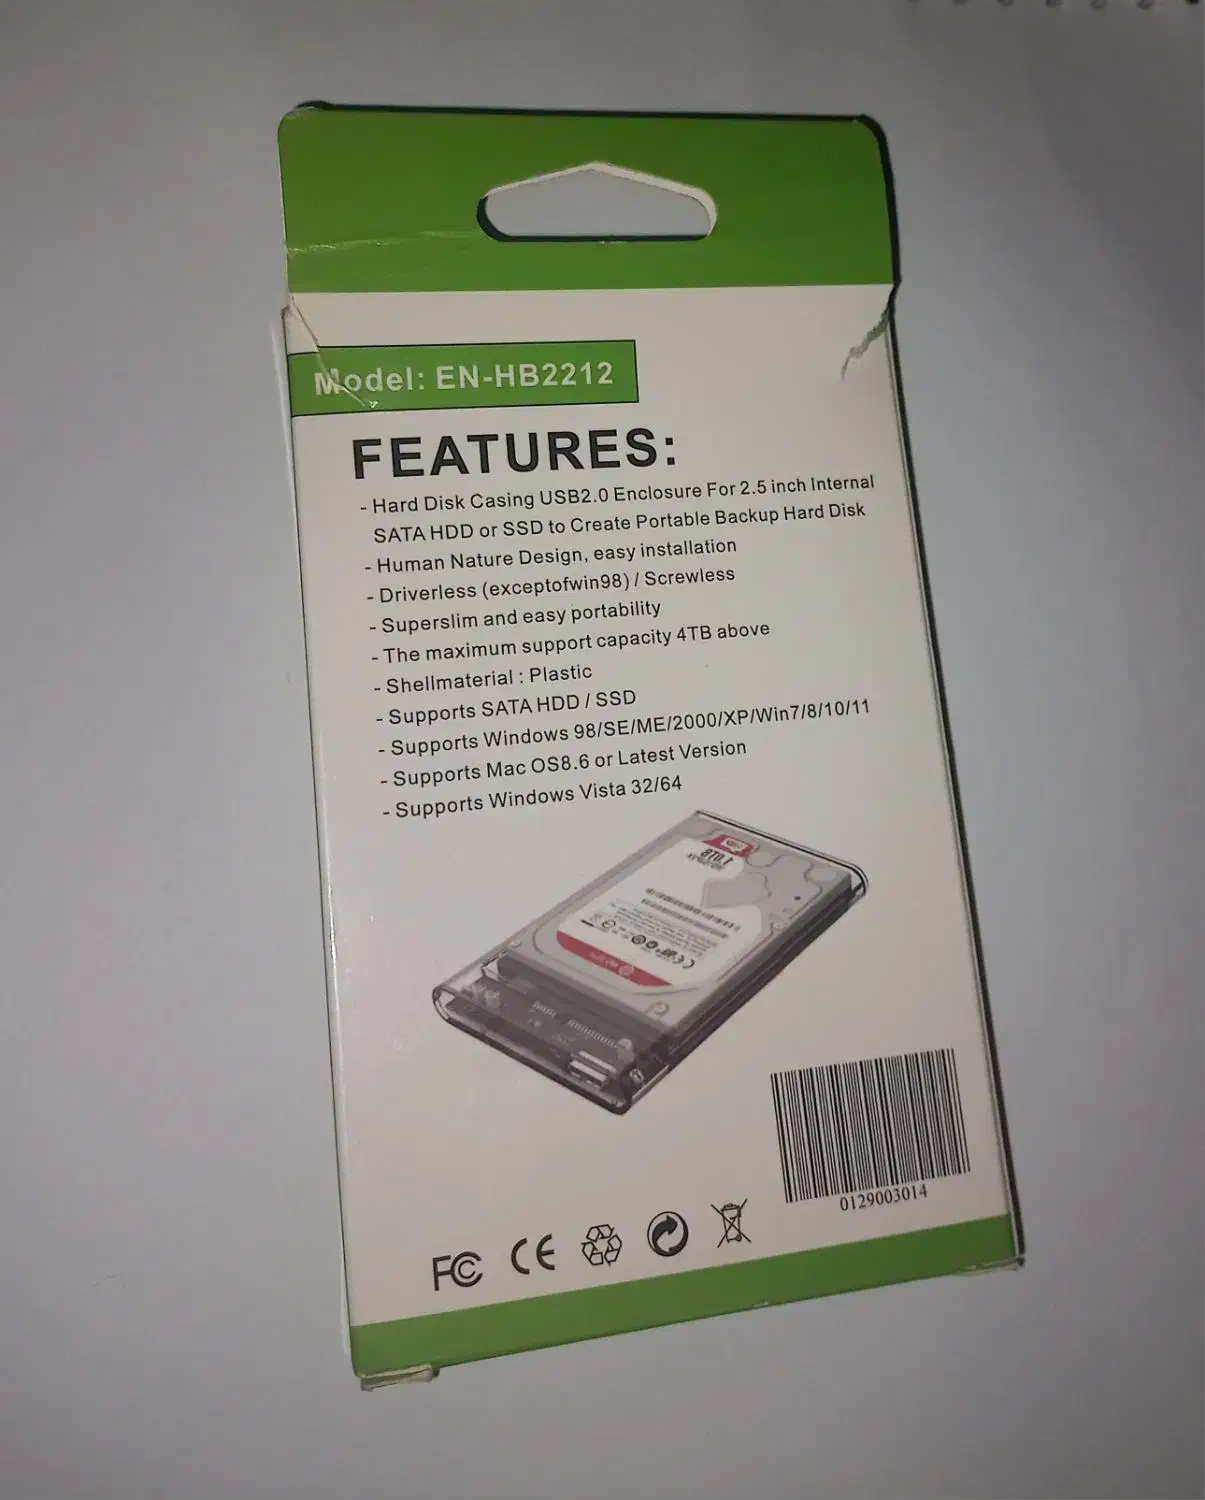 Model: EN-HB2212
FEATURES:
- Hard Disk Casing USB2.0 Enclosure For 2.5 inch Internal
SATA HDD or SSD to Create Portable Backup Hard Disk
- Human Nature Design, easy installation
- Driverless (exceptofwin98) / Screwless
- Superslim and easy portability
- The maximum support capacity 4TB above
- Shellmaterial : Plastic
- Supports SATA HDD / SSD
- Supports Windows 98/SE/ME/2000/XP/Win7/8/10/11
- Supports Mac OS8.6 or Latest Version
- Supports Windows Vista 32/64
1.0TB
0129003014
FC CE